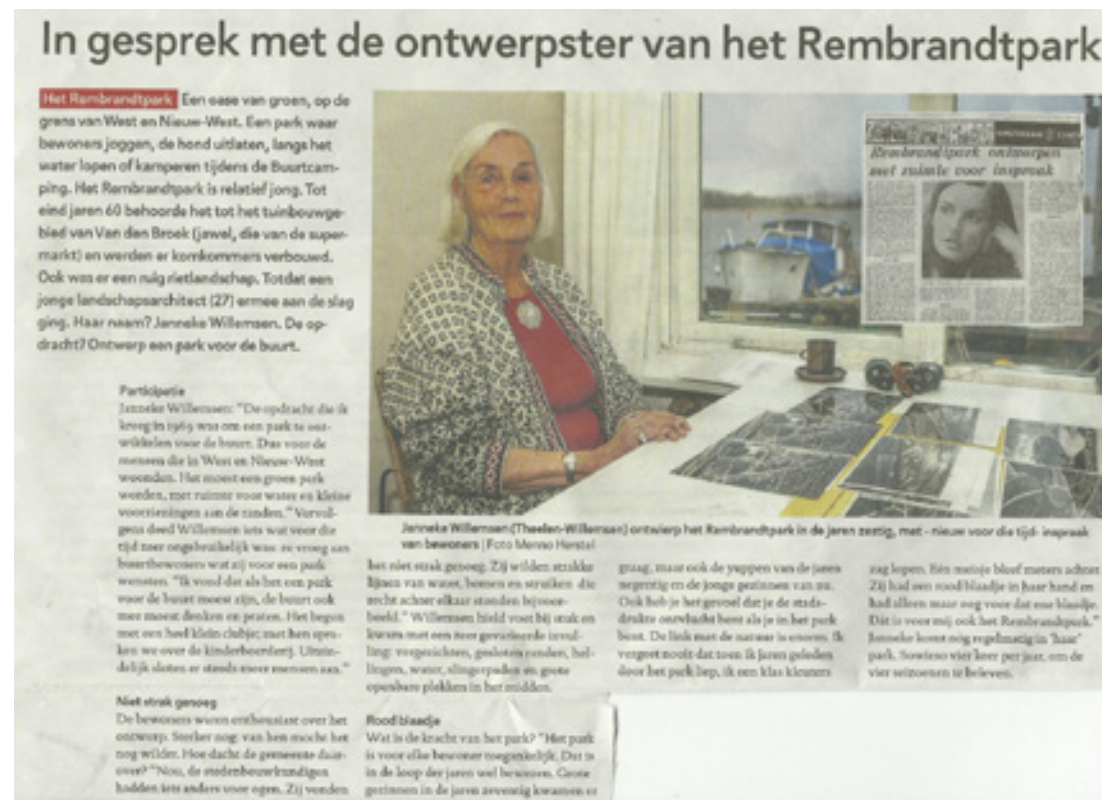 In gesprek met de ontwerpster van het Rembrandtpark
Het Rembrandtpark Een oase van groen, op de
grens van West en Nieuw-West. Een park waar
bewoners joggen, de hond uitlaten, langs het
water lopen of kamperen tijdens de Buurtcam-
ping. Het Rembrandtpark is relatief jong. Tot
eind jaren 60 behoorde het tot het tuinbouwge-
bied van Van den Broek (jawel, die van de super-
markt) en werden er komkommers verbouwd.
Ook was er een ruig rietlandschap. Totdat een
jonge landschapsarchitect (27) ermee aan de slag
ging. Haar naam? Janneke Willemsen. De op-
dracht? Ontwerp een park voor de buurt.
Participatie
Janneke Willemsen: "De opdracht die ik
kreeg in 1969 was om een park te ont-
wikkelen voor de buurt. Dus voor de
mensen die in West en Nieuw-West
woonden. Het moest een groen park
worden, met ruimte voor water en kleine
voorzieningen aan de randen." Vervol-
gens deed Willemsen iets wat voor die
tijd zeer ongebruikelijk was: ze vroeg aan
buurtbewoners wat zij voor een park
wensten. "Ik vond dat als het een park
voor de buurt moest zijn, de buurt ook
mee moest denken en praten. Het begon
met een heel klein clubje; met hen spra-
ken we over de kinderboerderij. Uitein-
delijk sloten er steeds meer mensen aan."
Niet strak genoeg
De bewoners waren enthousiast over het
ontwerp. Sterker nog: van hen mocht het
nog wilder. Hoe dacht de gemeente daar-
over? "Nou, de stedenbouwkundigen
hadden iets anders voor ogen. Zij vonden
het niet strak genoeg. Zij wilden strakke
lijnen van water, bomen en struiken die
recht achter elkaar stonden bijvoor-
beeld." Willemsen hield voet bij stuk en
kwam met een zeer gevarieerde invul-
ling: vergezichten, gesloten randen, hel-
lingen, water, slingerpaden en grote
openbare plekken in het midden.
Rood blaadje
Wat is de kracht van het park? "Het park
is voor elke bewoner toegankelijk. Dat is
in de loop der jaren wel bewezen. Grote
gezinnen in de jaren zeventig kwamen er
graag, maar ook de yuppen van de jaren
negentig en de jonge gezinnen van nu.
Ook heb je het gevoel dat je de stads-
drukte ontvlucht bent als je in het park
bent. De link met de natuur is enorm. Ik
vergeet nooit dat toen ik jaren geleden
door het park liep, ik een klas kleuters
zag lopen. Eén meisje bleef meters achter.
Zij had een rood blaadje in haar hand en
had alleen maar oog voor dat ene blaadje.
Dát is voor mij ook het Rembrandtpark."
Janneke komt nog regelmatig in 'haar'
park. Sowieso vier keer per jaar, om de
vier seizoenen te beleven.
Janneke Willemsen (Theelen-Willemsen) ontwierp het Rembrandtpark in de jaren zestig, met - nieuw voor die tijd- inspraak
van bewoners | Foto Menno Herstel
Rembrandtpark ontworpen
met ruimte voor inspraak